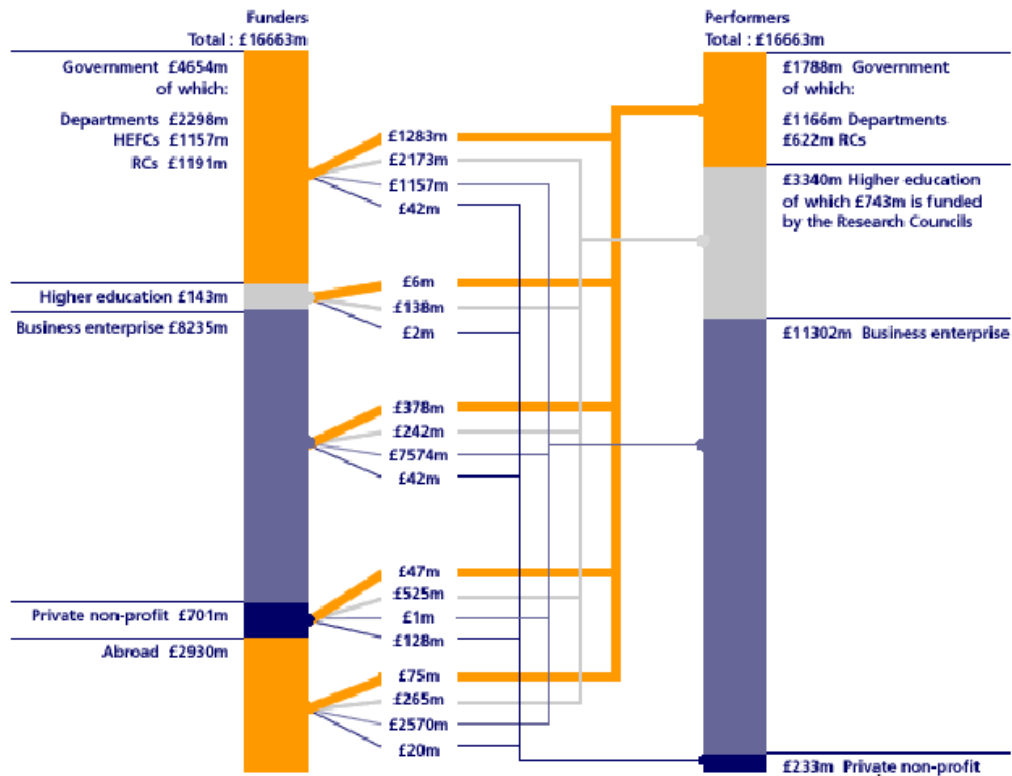 Funders
Total : £16663m
Government £4654m
of which:
Departments £2298m
HEFCs £1157m
RCs £1191m
Higher education £143m
Business enterprise £8235m
Private non-profit £701m
Abroad £2930m
£1283m
£2173m
£1157m
£42m
£6m
£138m
£2m
£378m
£242m
£7574m
£42m
£47m
£525m
£1m
£128m
£75m
£265m
£2570m
£20m
Performers
Total : £16663m
£1788m Government
of which:
£1166m Departments
£622m RCs
£3340m Higher education
of which £743m is funded
by the Research Councils
£11302m Business enterprise
£233m Private non-profit